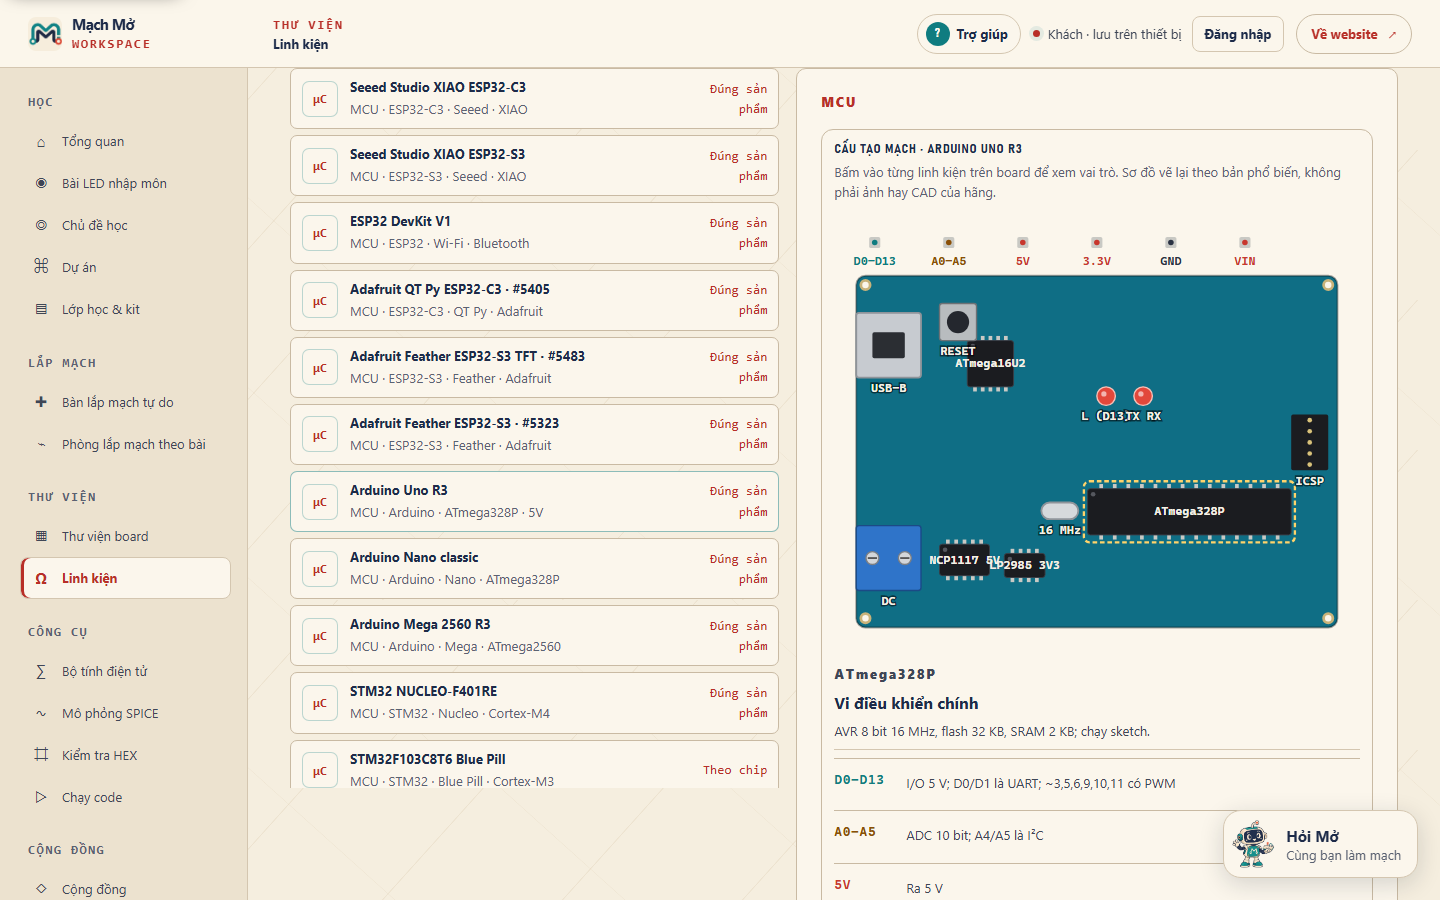 Mạch Mở
WORKSPACE
THƯ VIỆN
Linh kiện
? Trợ giúp
Khách · lưu trên thiết bị
Đăng nhập
Về website ↗
HỌC
Tổng quan
Bài LED nhập môn
Chủ đề học
Dự án
Lớp học & kit
LẮP MẠCH
Bàn lắp mạch tự do
Phòng lắp mạch theo bài
THƯ VIỆN
Thư viện board
Ω Linh kiện
CÔNG CỤ
∑ Bộ tính điện tử
∿ Mô phỏng SPICE
Kiểm tra HEX
Chạy code
CỘNG ĐỒNG
Cộng đồng
µC
Seeed Studio XIAO ESP32-C3
MCU · ESP32-C3 · Seeed · XIAO
Đúng sản
phẩm
µC
Seeed Studio XIAO ESP32-S3
MCU · ESP32-S3 · Seeed · XIAO
Đúng sản
phẩm
µC
ESP32 DevKit V1
MCU · ESP32 · Wi-Fi · Bluetooth
Đúng sản
phẩm
µC
Adafruit QT Py ESP32-C3 · #5405
MCU · ESP32-C3 · QT Py · Adafruit
Đúng sản
phẩm
µC
Adafruit Feather ESP32-S3 TFT · #5483
MCU · ESP32-S3 · Feather · Adafruit
Đúng sản
phẩm
µC
Adafruit Feather ESP32-S3 · #5323
MCU · ESP32-S3 · Feather · Adafruit
Đúng sản
phẩm
µC
Arduino Uno R3
MCU · Arduino · ATmega328P · 5V
Đúng sản
phẩm
µC
Arduino Nano classic
MCU · Arduino · Nano · ATmega328P
Đúng sản
phẩm
µC
Arduino Mega 2560 R3
MCU · Arduino · Mega · ATmega2560
Đúng sản
phẩm
µC
STM32 NUCLEO-F401RE
MCU · STM32 · Nucleo · Cortex-M4
Đúng sản
phẩm
µC
STM32F103C8T6 Blue Pill
MCU · STM32 · Blue Pill · Cortex-M3
Theo chip
MCU
CẤU TẠO MẠCH · ARDUINO UNO R3
Bấm vào từng linh kiện trên board để xem vai trò. Sơ đồ vẽ lại theo bản phổ biến, không
phải ảnh hay CAD của hãng.
D0–D13
A0–A5
5V
3.3V
GND
VIN
RESET
ATmega16U2
USB-B
L (D13)
TX RX
ICSP
ATmega328P
16 MHz
NCP1117 5V
LP2985 3V3
DC
ATmega328P
Vi điều khiển chính
AVR 8 bit 16 MHz, flash 32 KB, SRAM 2 KB; chạy sketch.
D0–D13
I/O 5 V; D0/D1 là UART; ~3,5,6,9,10,11 có PWM
A0–A5
ADC 10 bit; A4/A5 là I²C
5V
Ra 5 V
Hỏi Mở
Cùng bạn làm mạch